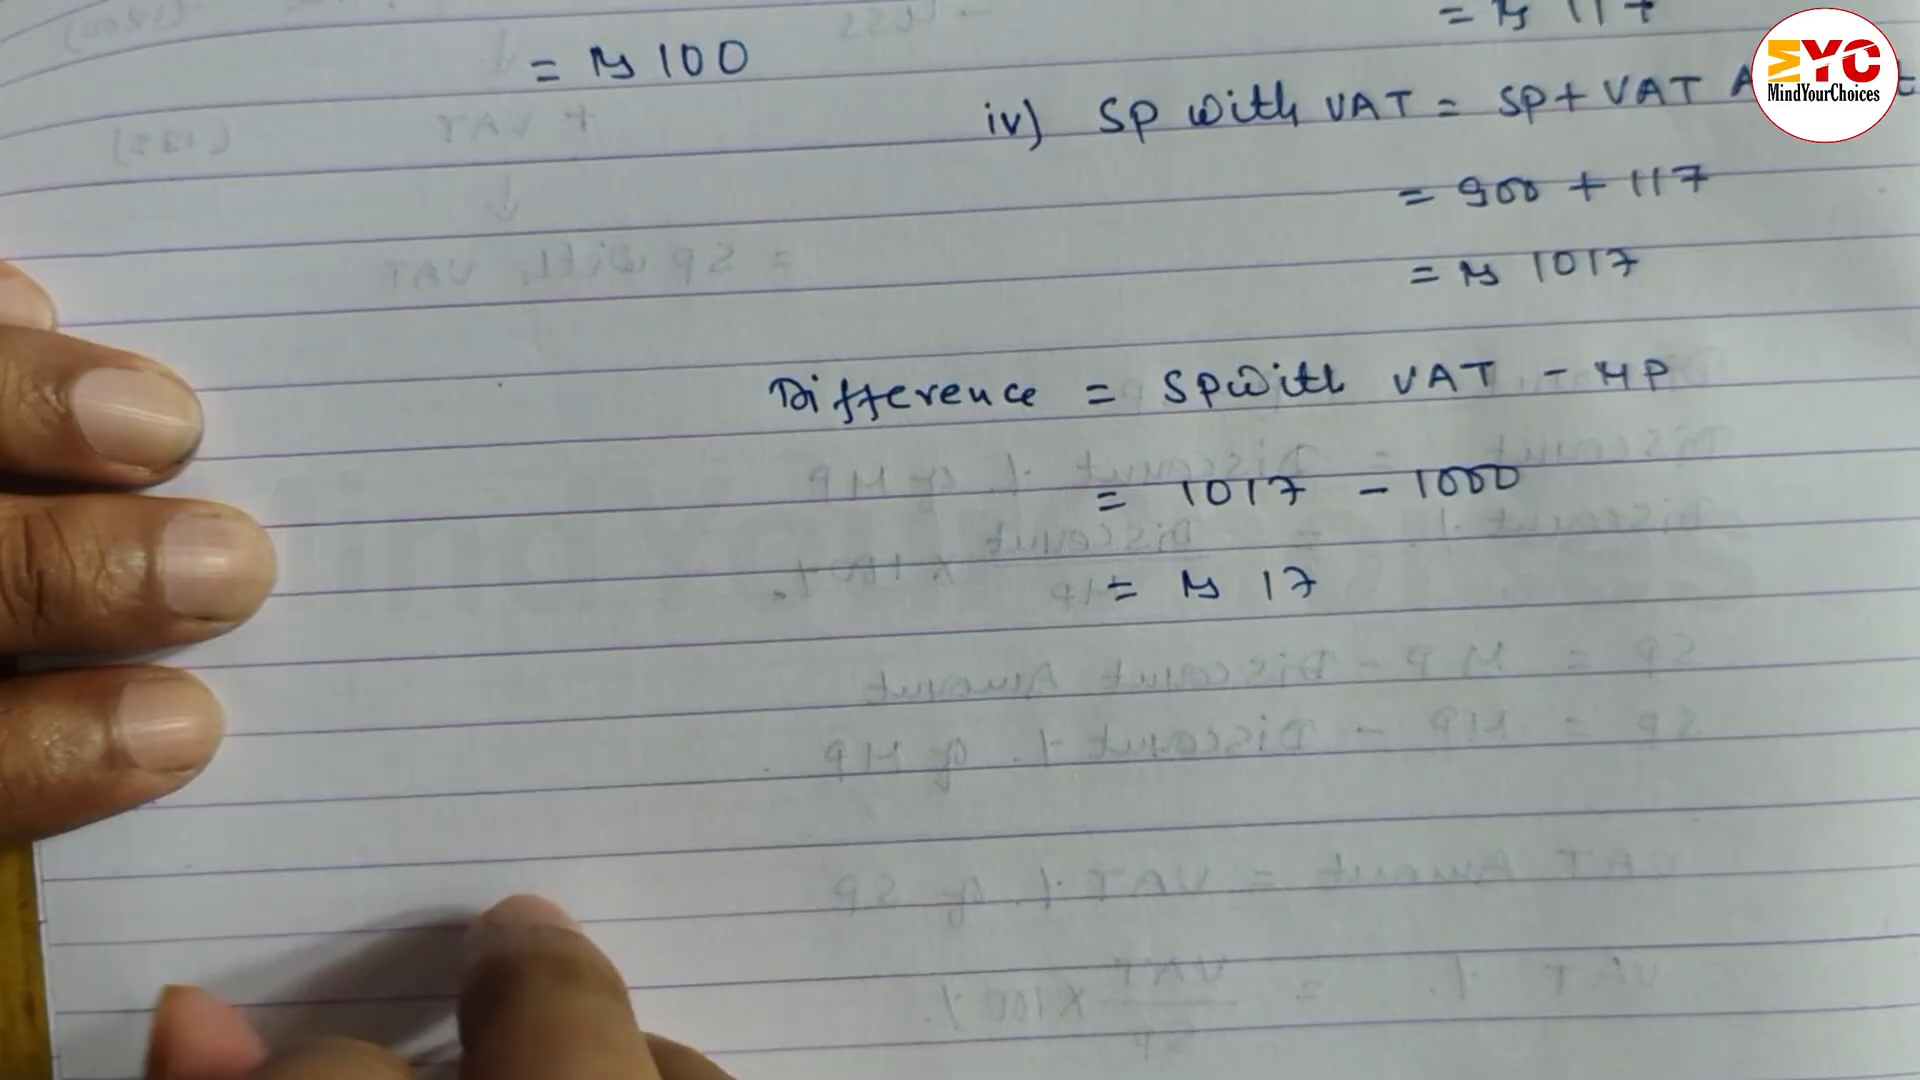 = Rs 100
= Rs 117
iv) SP with VAT = SP + VAT A
= 900 + 117
= Rs 1017
Difference = SP with VAT - MP
= 1017 - 1000
= Rs 17
MYC
MindYourChoices